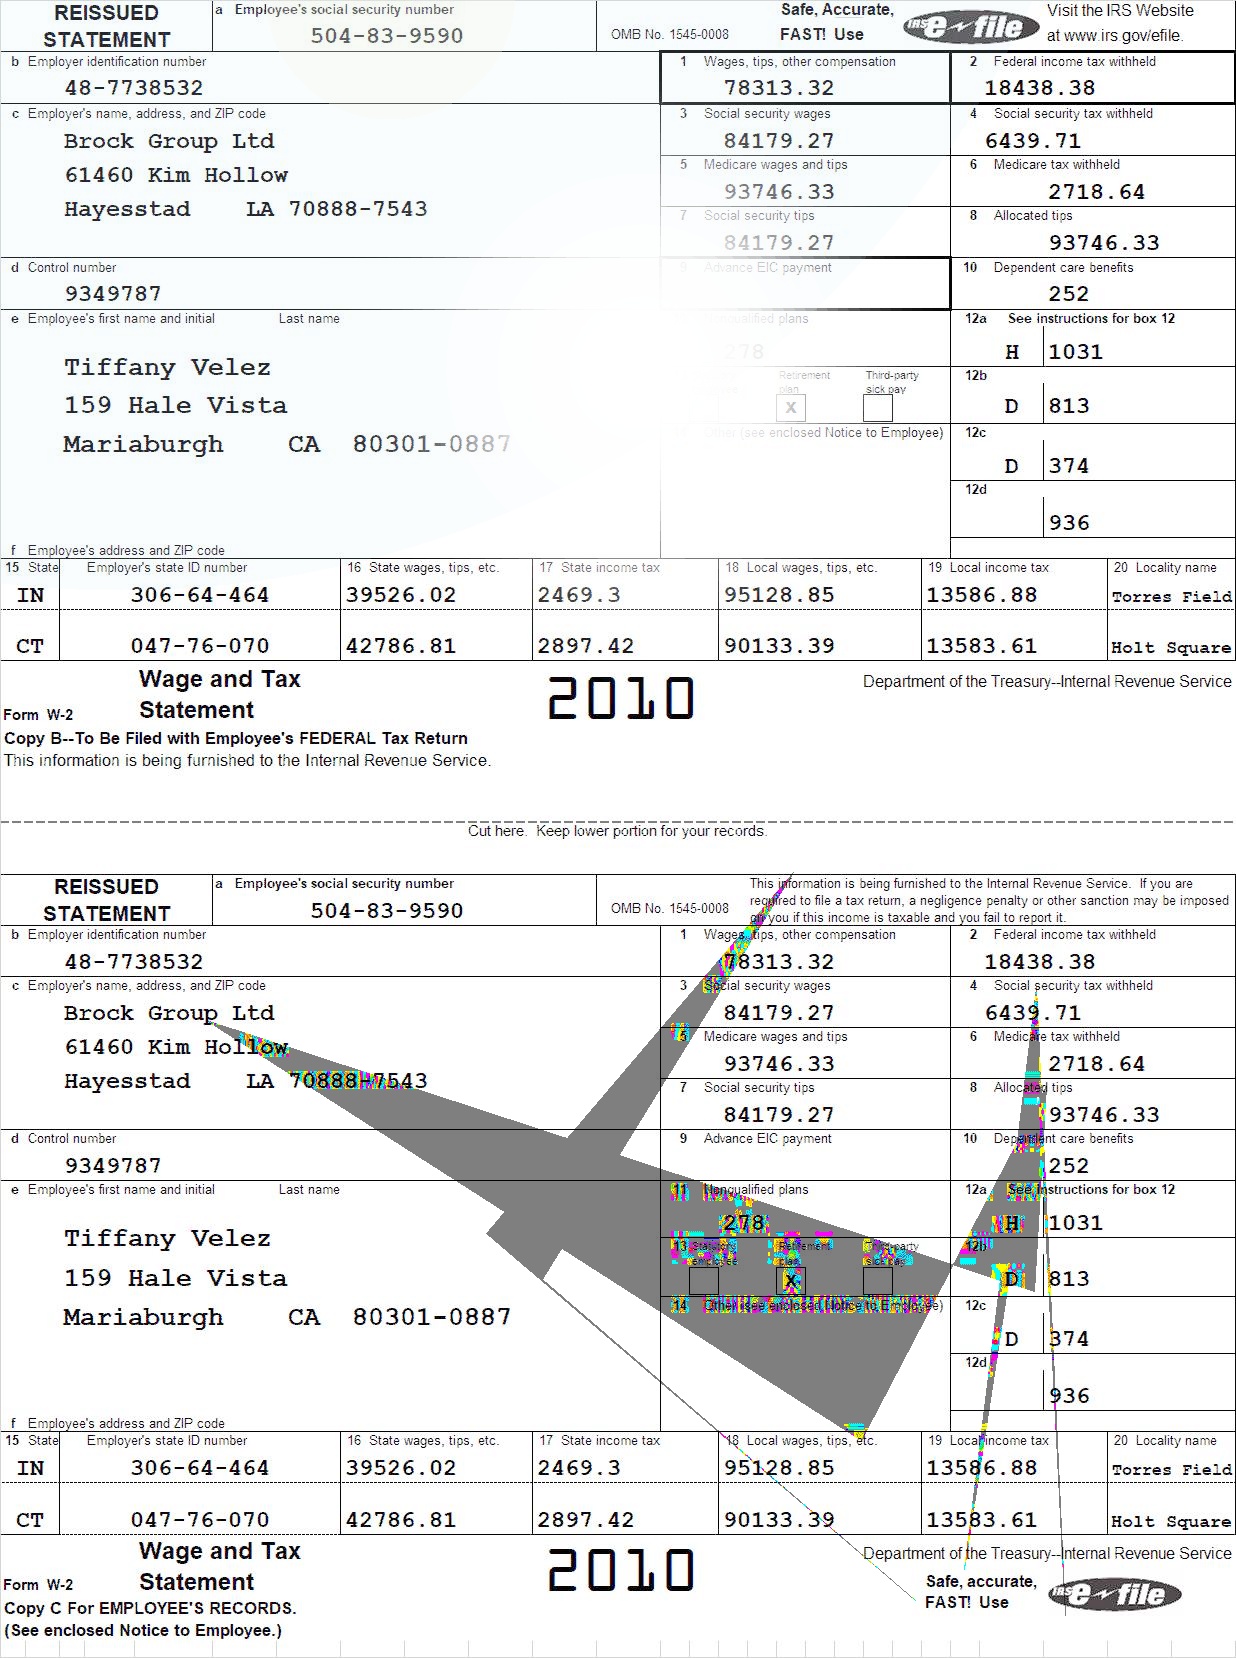 REISSUED STATEMENT
a Employee's social security number
504-83-9590
OMB No. 1545-0008
Safe, Accurate, FAST! Use
IRS e-file
Visit the IRS Website at www.irs.gov/efile.
b Employer identification number
48-7738532
1 Wages, tips, other compensation
78313.32
2 Federal income tax withheld
18438.38
c Employer's name, address, and ZIP code
Brock Group Ltd
61460 Kim Hollow
Hayesstad LA 70888-7543
3 Social security wages
84179.27
4 Social security tax withheld
6439.71
5 Medicare wages and tips
93746.33
6 Medicare tax withheld
2718.64
7 Social security tips
84179.27
8 Allocated tips
93746.33
d Control number
9349787
9 Advance EIC payment
10 Dependent care benefits
252
e Employee's first name and initial Last name
Tiffany Velez
159 Hale Vista
Mariaburgh CA 80301-0887
plans
278
12a See instructions for box 12
H 1031
Retirement plan
X
Third-party sick pay
12b
D 813
Other (see enclosed Notice to Employee)
12c
D 374
12d
936
f Employee's address and ZIP code
15 State Employer's state ID number 16 State wages, tips, etc. 17 State income tax 18 Local wages, tips, etc. 19 Local income tax 20 Locality name
IN 306-64-464 39526.02 2469.3 95128.85 13586.88 Torres Field
CT 047-76-070 42786.81 2897.42 90133.39 13583.61 Holt Square
Form W-2
Wage and Tax Statement
2010
Department of the Treasury--Internal Revenue Service
Copy B--To Be Filed with Employee's FEDERAL Tax Return
This information is being furnished to the Internal Revenue Service.
Cut here. Keep lower portion for your records.
REISSUED STATEMENT
a Employee's social security number
504-83-9590
OMB No. 1545-0008
This information is being furnished to the Internal Revenue Service. If you are
required to file a tax return, a negligence penalty or other sanction may be imposed
on you if this income is taxable and you fail to report it.
b Employer identification number
48-7738532
1 Wages, tips, other compensation
78313.32
2 Federal income tax withheld
18438.38
c Employer's name, address, and ZIP code
Brock Group Ltd
61460 Kim Hollow
Hayesstad LA 70888-7543
3 Social security wages
84179.27
4 Social security tax withheld
6439.71
5 Medicare wages and tips
93746.33
6 Medicare tax withheld
2718.64
7 Social security tips
84179.27
8 Allocated tips
93746.33
d Control number
9349787
9 Advance EIC payment
10 Dependent care benefits
252
e Employee's first name and initial Last name
Tiffany Velez
159 Hale Vista
Mariaburgh CA 80301-0887
11 Nonqualified plans
278
12a See instructions for box 12
H 1031
13 Statutory employee
Retirement plan
X
Third-party sick pay
12b
D 813
14 Other (see enclosed Notice to Employee)
12c
D 374
12d
936
f Employee's address and ZIP code
15 State Employer's state ID number 16 State wages, tips, etc. 17 State income tax 18 Local wages, tips, etc. 19 Local income tax 20 Locality name
IN 306-64-464 39526.02 2469.3 95128.85 13586.88 Torres Field
CT 047-76-070 42786.81 2897.42 90133.39 13583.61 Holt Square
Form W-2
Wage and Tax Statement
2010
Department of the Treasury--Internal Revenue Service
Safe, accurate, FAST! Use
IRS e-file
Copy C For EMPLOYEE'S RECORDS.
(See enclosed Notice to Employee.)